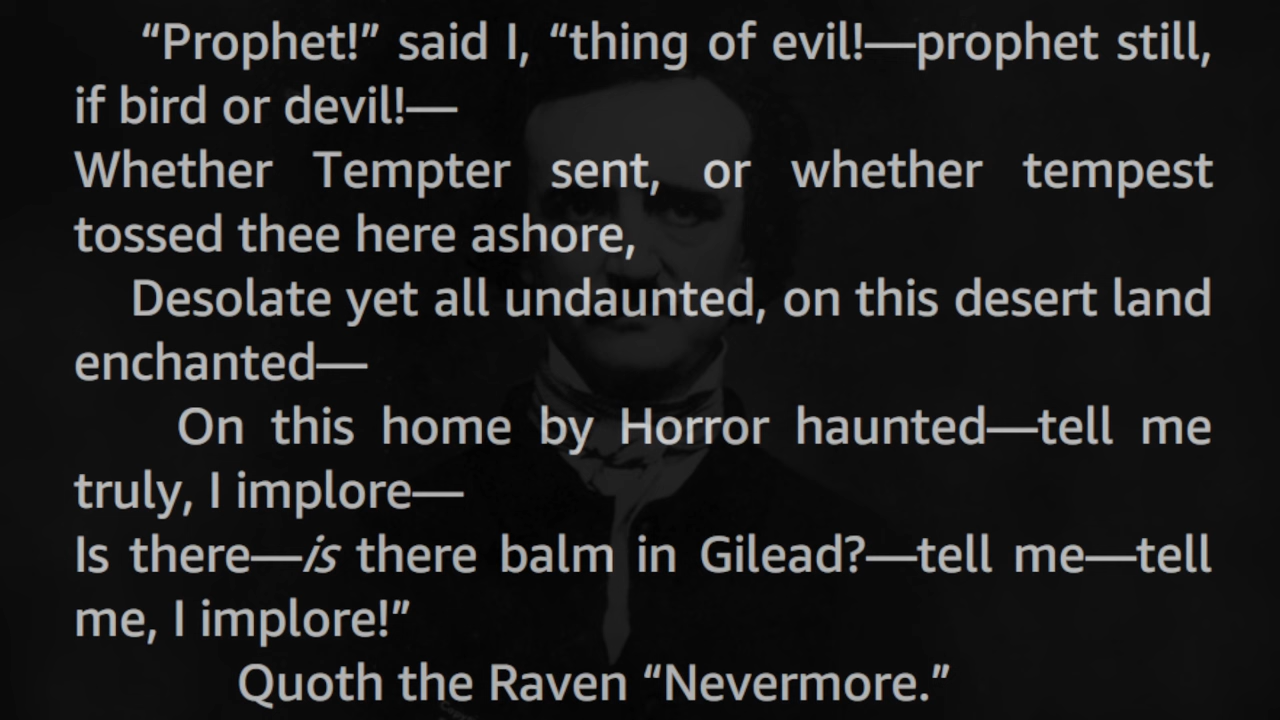 “Prophet!” said I, “thing of evil!—prophet still,
if bird or devil!—
Whether Tempter sent, or whether tempest
tossed thee here ashore,
Desolate yet all undaunted, on this desert land
enchanted—
On this home by Horror haunted—tell me
truly, I implore—
Is there—is there balm in Gilead?—tell me—tell
me, I implore!”
Quoth the Raven “Nevermore.”